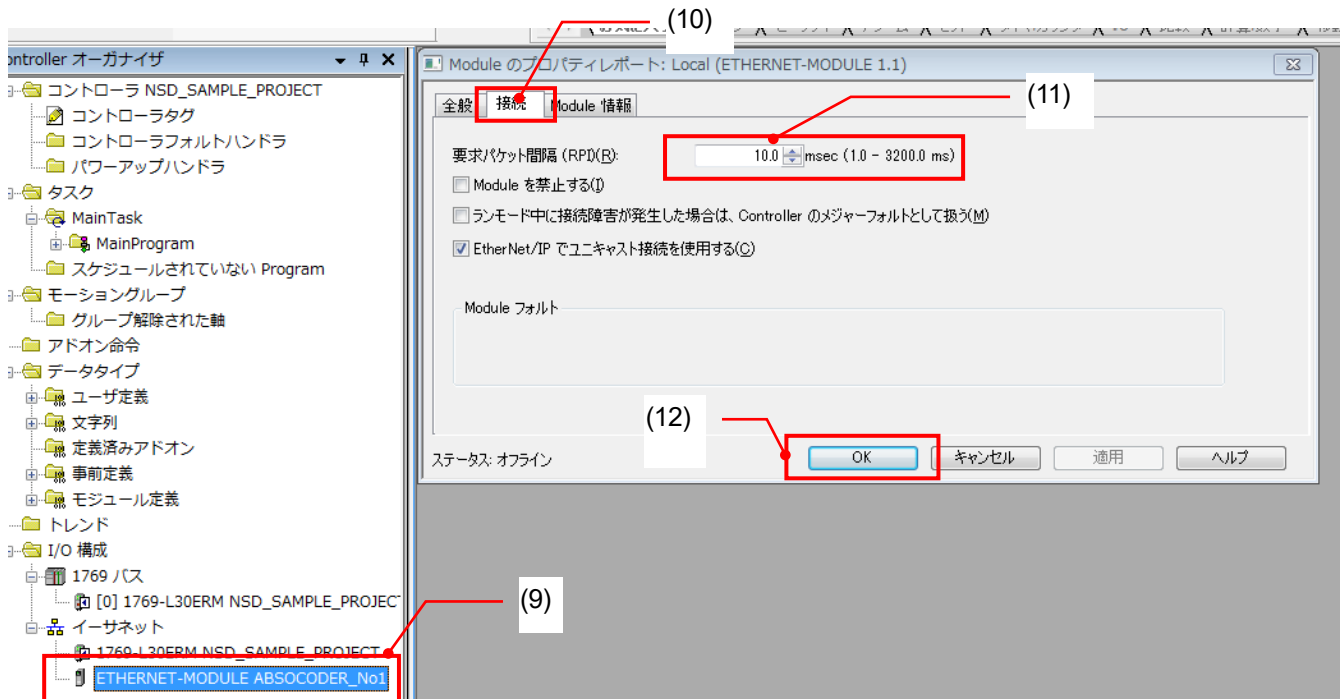 (10)
ontroller オーガナイザ
コントローラ NSD_SAMPLE_PROJECT
コントローラタグ
コントローラフォルトハンドラ
パワーアップハンドラ
タスク
MainTask
MainProgram
スケジュールされていない Program
モーショングループ
グループ解除された軸
アドオン命令
データタイプ
ユーザ定義
文字列
定義済みアドオン
事前定義
モジュール定義
トレンド
I/O 構成
1769 バス
[0] 1769-L30ERM NSD_SAMPLE_PROJEC
イーサネット
1769-L30ERM NSD_SAMPLE_PROJECT
ETHERNET-MODULE ABSOCODER_No1
(9)
Module のプロパティレポート: Local (ETHERNET-MODULE 1.1)
全般 接続 Module 情報
(11)
要求パケット間隔 (RPI)(R): 10.0 msec (1.0 - 3200.0 ms)
Module を禁止する(I)
ランモード中に接続障害が発生した場合は、Controller のメジャーフォルトとして扱う(M)
EtherNet/IP でユニキャスト接続を使用する(C)
Module フォルト
(12)
ステータス: オフライン OK キャンセル 適用 ヘルプ